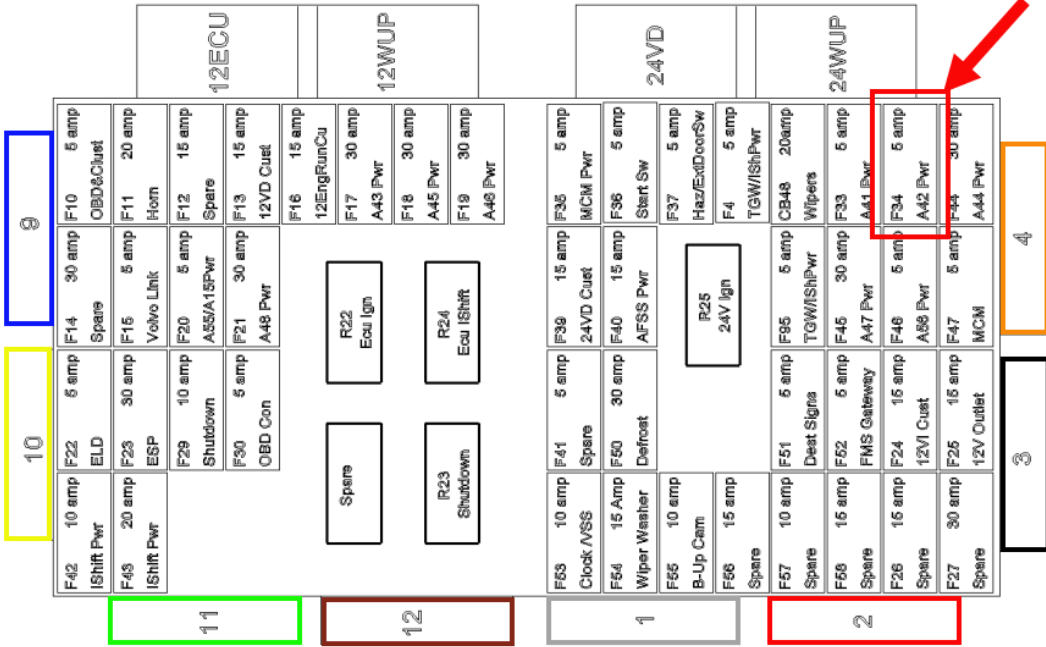 12ECU
12WUP
24VD
24WUP
F10 5 amp
OBD&Clust
F11 20 amp
Horn
F12 15 amp
Spare
F13 15 amp
12VD Cust
F16 15 amp
12EngRunCu
F17 30 amp
A43 Pwr
F18 30 amp
A45 Pwr
F19 30 amp
A46 Pwr
F35 5 amp
MCM Pwr
F36 5 amp
Start Sw
F37 5 amp
Haz/ExtDoorSw
F4 5 amp
TGW/IShPwr
CB48 20amp
Wipers
F33 5 amp
A41 Pwr
F34 5 amp
A42 Pwr
F44 30 amp
A44 Pwr
9
F14 30 amp
Spare
F15 5 amp
Volvo Link
F20 5 amp
A55/A15Pwr
F21 30 amp
A48 Pwr
R22
Ecu Ign
R24
Ecu IShift
F39 15 amp
24VD Cust
F40 15 amp
AFSS Pwr
R25
24V Ign
F95 5 amp
TGW/IShPwr
F45 30 amp
A47 Pwr
F46 5 amp
Pwr
F47 5 amp
MCM
4
10
F22 5 amp
ELD
F23 30 amp
ESP
F29 10 amp
Shutdown
F30 5 amp
OBD Con
Spare
R23
Shutdown
F41 5 amp
Spare
F50 30 amp
Defrost
F51 5 amp
Dest Signs
F52 5 amp
FMS Gateway
F24 15 amp
12VI Cust
F25 15 amp
12V Outlet
3
F42 10 amp
IShift Pwr
F43 20 amp
IShift Pwr
F53 10 amp
Clock /VSS
F54 15 Amp
Wiper Washer
F55 10 amp
B-Up Cam
F56 15 amp
Spare
F57 10 amp
Spare
F58 15 amp
Spare
F26 15 amp
Spare
F27 30 amp
Spare
11
12
1
2